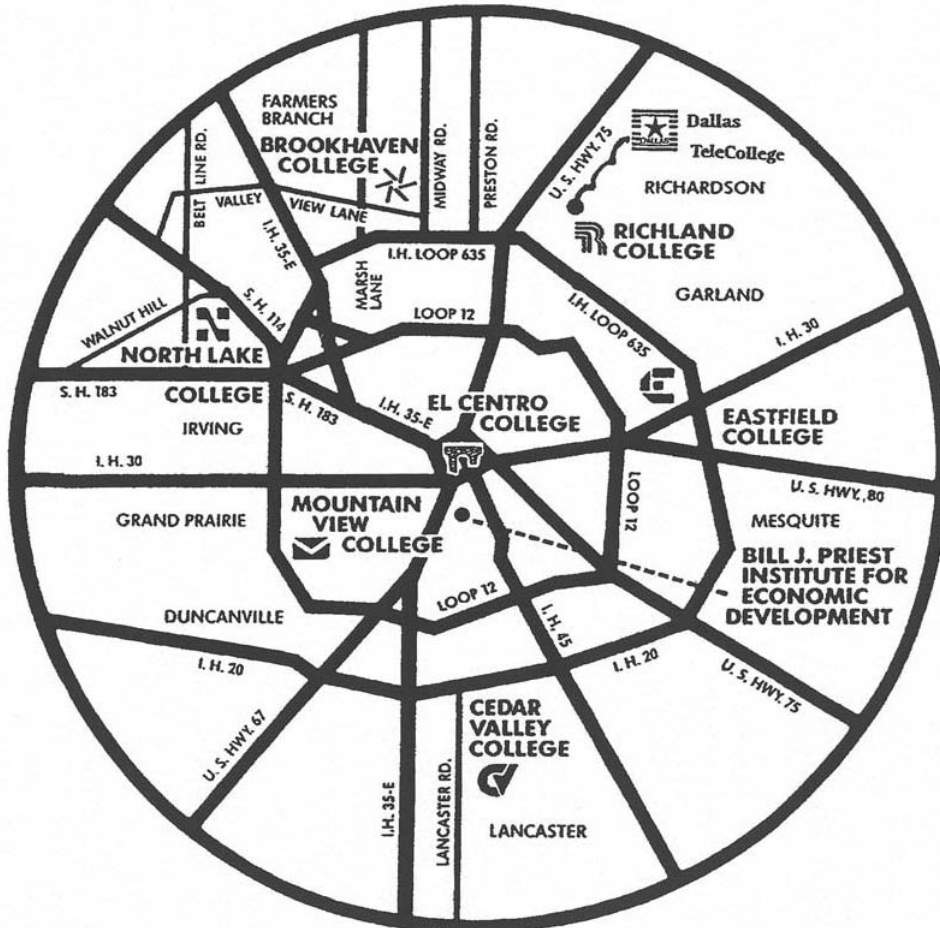 FARMERS
BRANCH
BROOKHAVEN
COLLEGE
BELT LINE RD.
MIDWAY RD.
PRESTON RD.
U. S. HWY. 75
DALLAS
Dallas
TeleCollege
RICHARDSON
VALLEY VIEW LANE
I.H. 35-E
RICHLAND
COLLEGE
I.H. LOOP 635
MARSH
LANE
GARLAND
S. H. 114
LOOP 12
I.H. LOOP 635
I. H. 30
WALNUT HILL
NORTH LAKE
COLLEGE
S. H. 183
S. H. 183
I.H. 35-E
EL CENTRO
COLLEGE
EASTFIELD
COLLEGE
IRVING
I. H. 30
U. S. HWY. 80
LOOP 12
GRAND PRAIRIE
MOUNTAIN
VIEW
COLLEGE
MESQUITE
BILL J. PRIEST
INSTITUTE FOR
ECONOMIC
DEVELOPMENT
LOOP 12
DUNCANVILLE
I. H. 45
I. H. 20
I. H. 20
U. S. HWY. 75
U. S. HWY. 67
CEDAR
VALLEY
COLLEGE
I.H. 35-E
LANCASTER RD.
LANCASTER